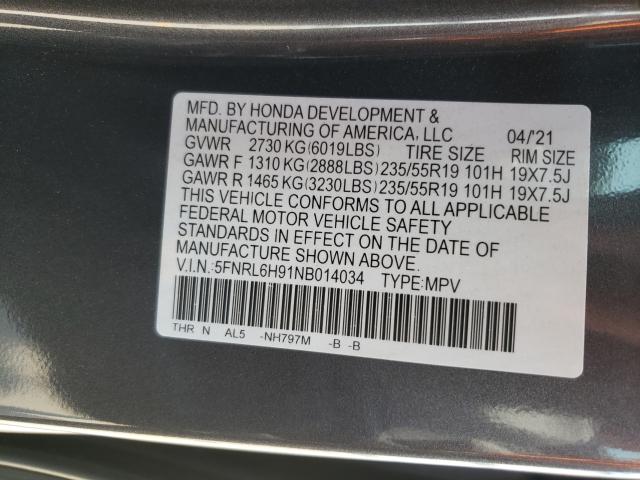 MFD. BY HONDA DEVELOPMENT &
MANUFACTURING OF AMERICA, LLC 04/'21
GVWR 2730 KG(6019LBS) TIRE SIZE RIM SIZE
GAWR F 1310 KG(2888LBS) 235/55R19 101H 19X7.5J
GAWR R 1465 KG(3230LBS) 235/55R19 101H 19X7.5J
THIS VEHICLE CONFORMS TO ALL APPLICABLE
FEDERAL MOTOR VEHICLE SAFETY
STANDARDS IN EFFECT ON THE DATE OF
MANUFACTURE SHOWN ABOVE.
V.I.N.:5FNRL6H91NB014034 TYPE:MPV
THR N AL5 -NH797M -B -B